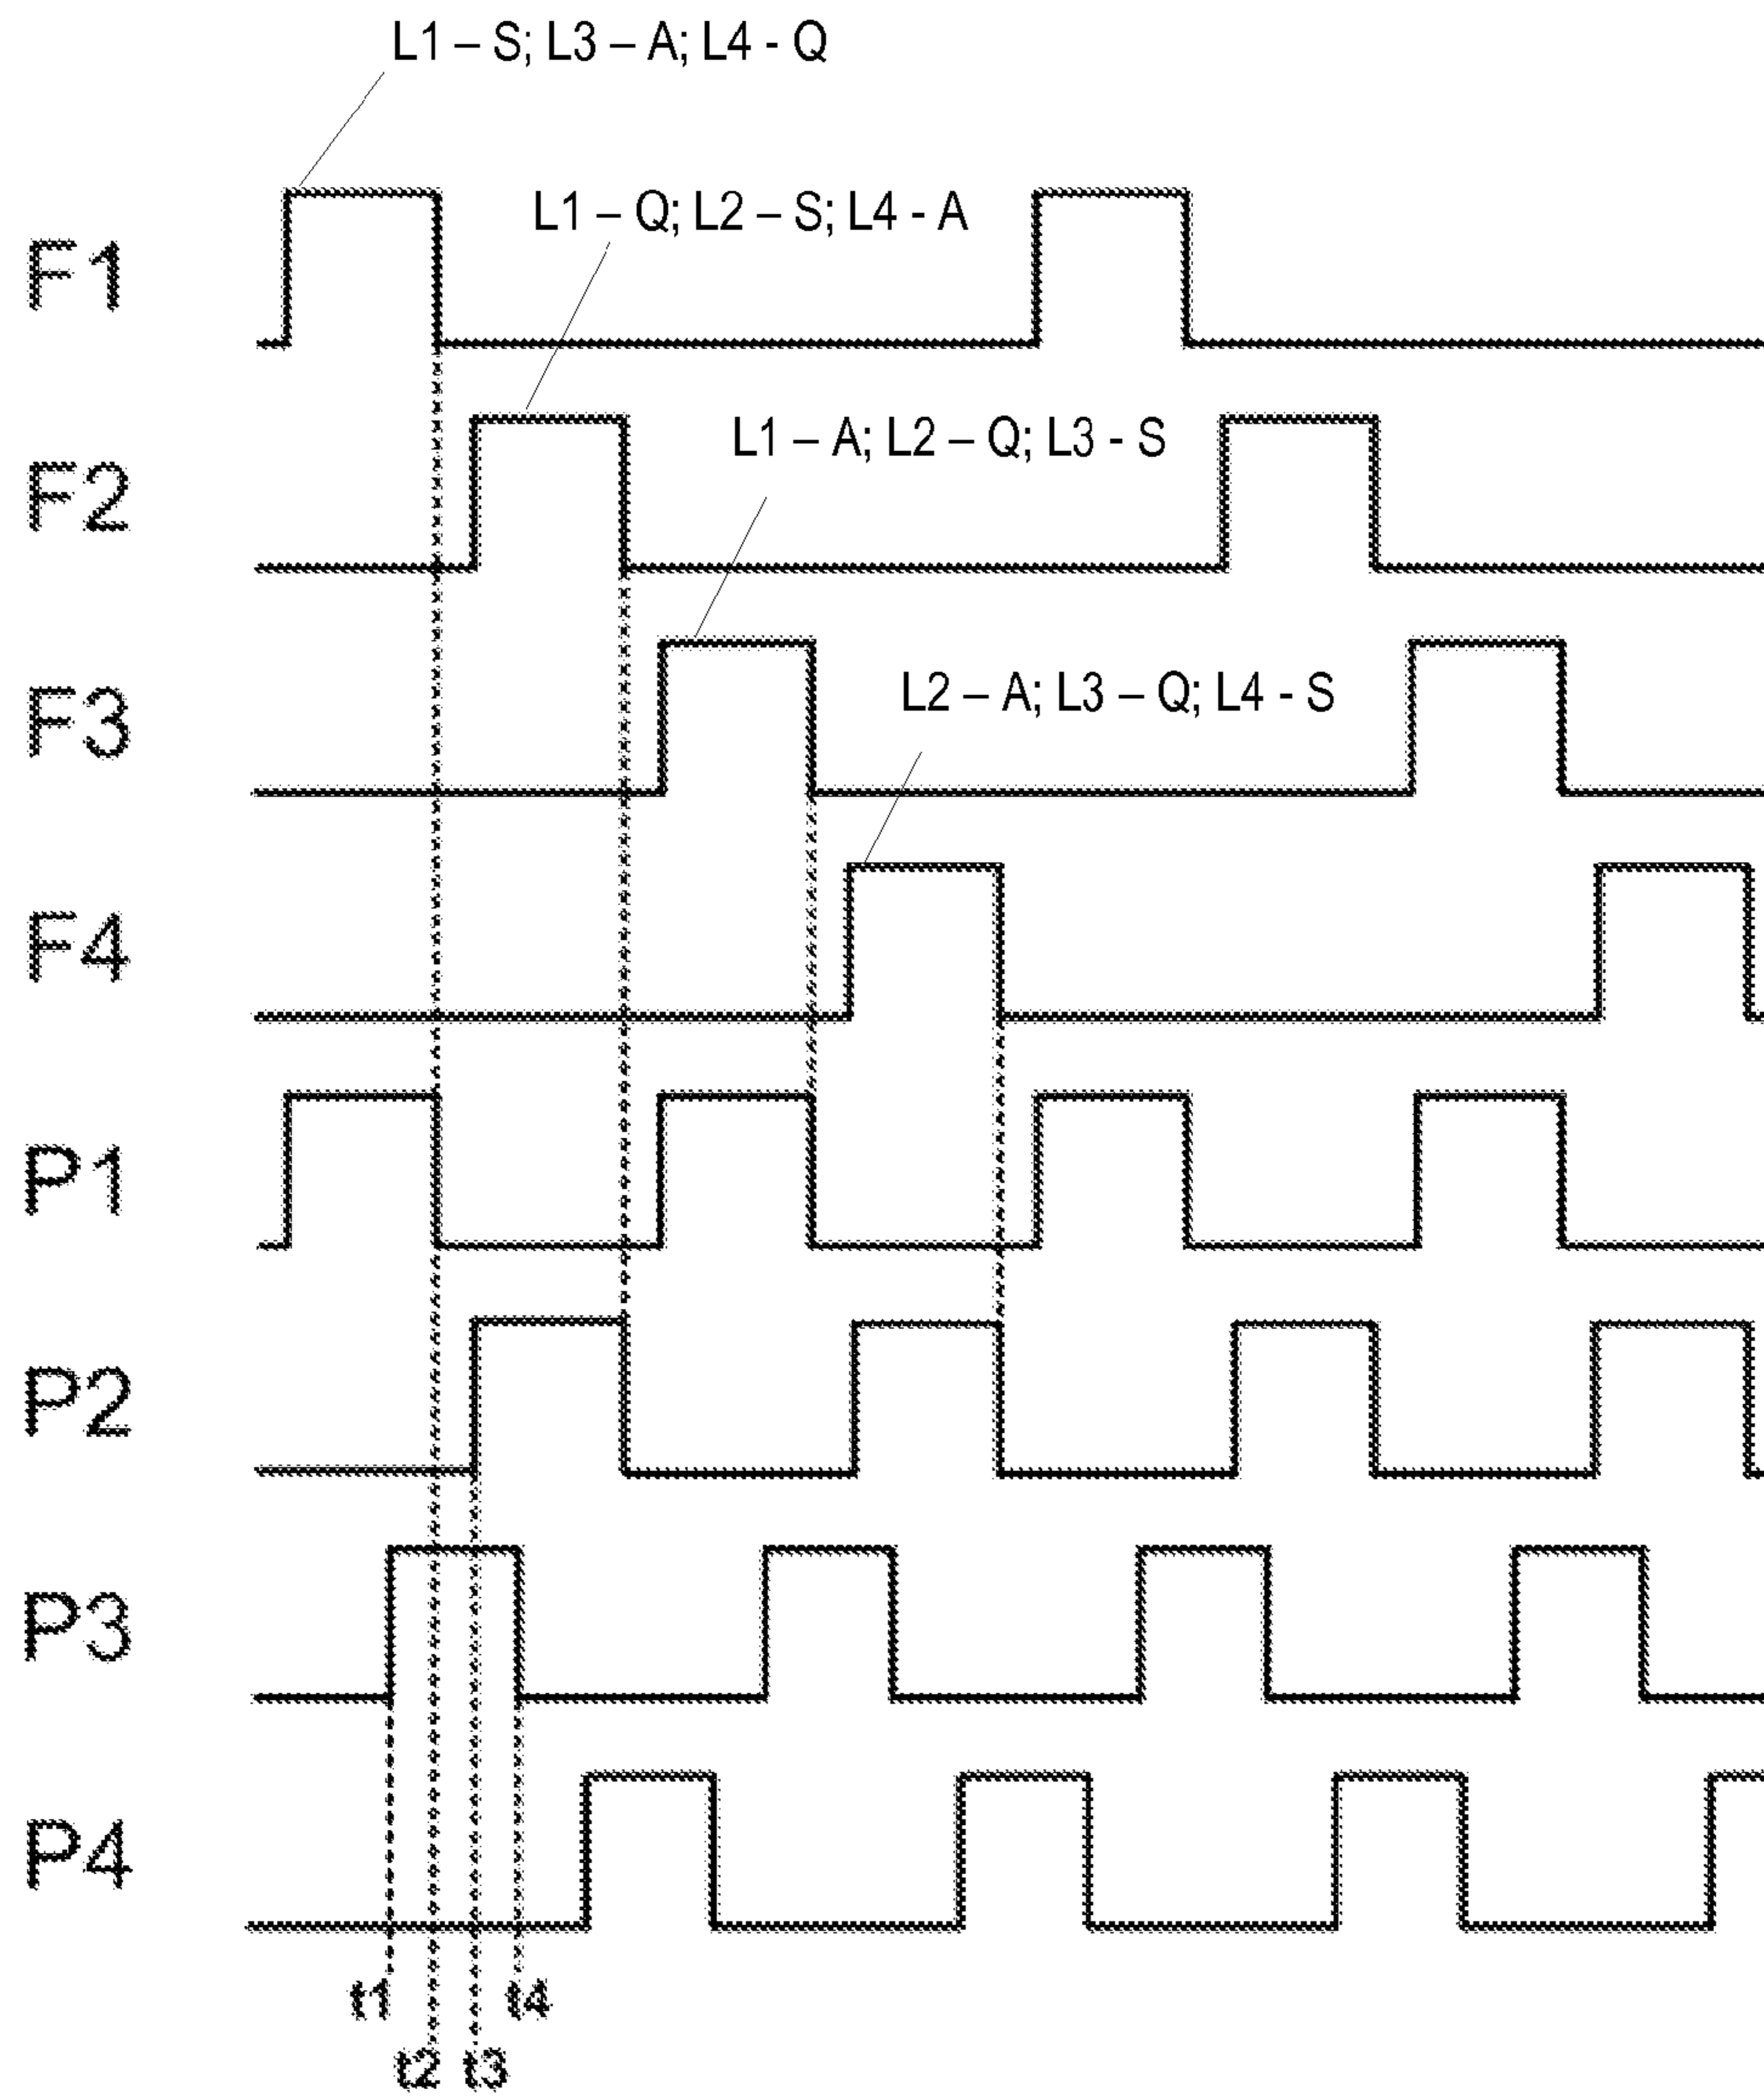 L1 – S; L3 – A; L4 - Q
L1 – Q; L2 – S; L4 - A
F1
L1 – A; L2 – Q; L3 - S
F2
L2 – A; L3 – Q; L4 - S
F3
F4
P1
P2
P3
P4
t1 t4
t2 t3